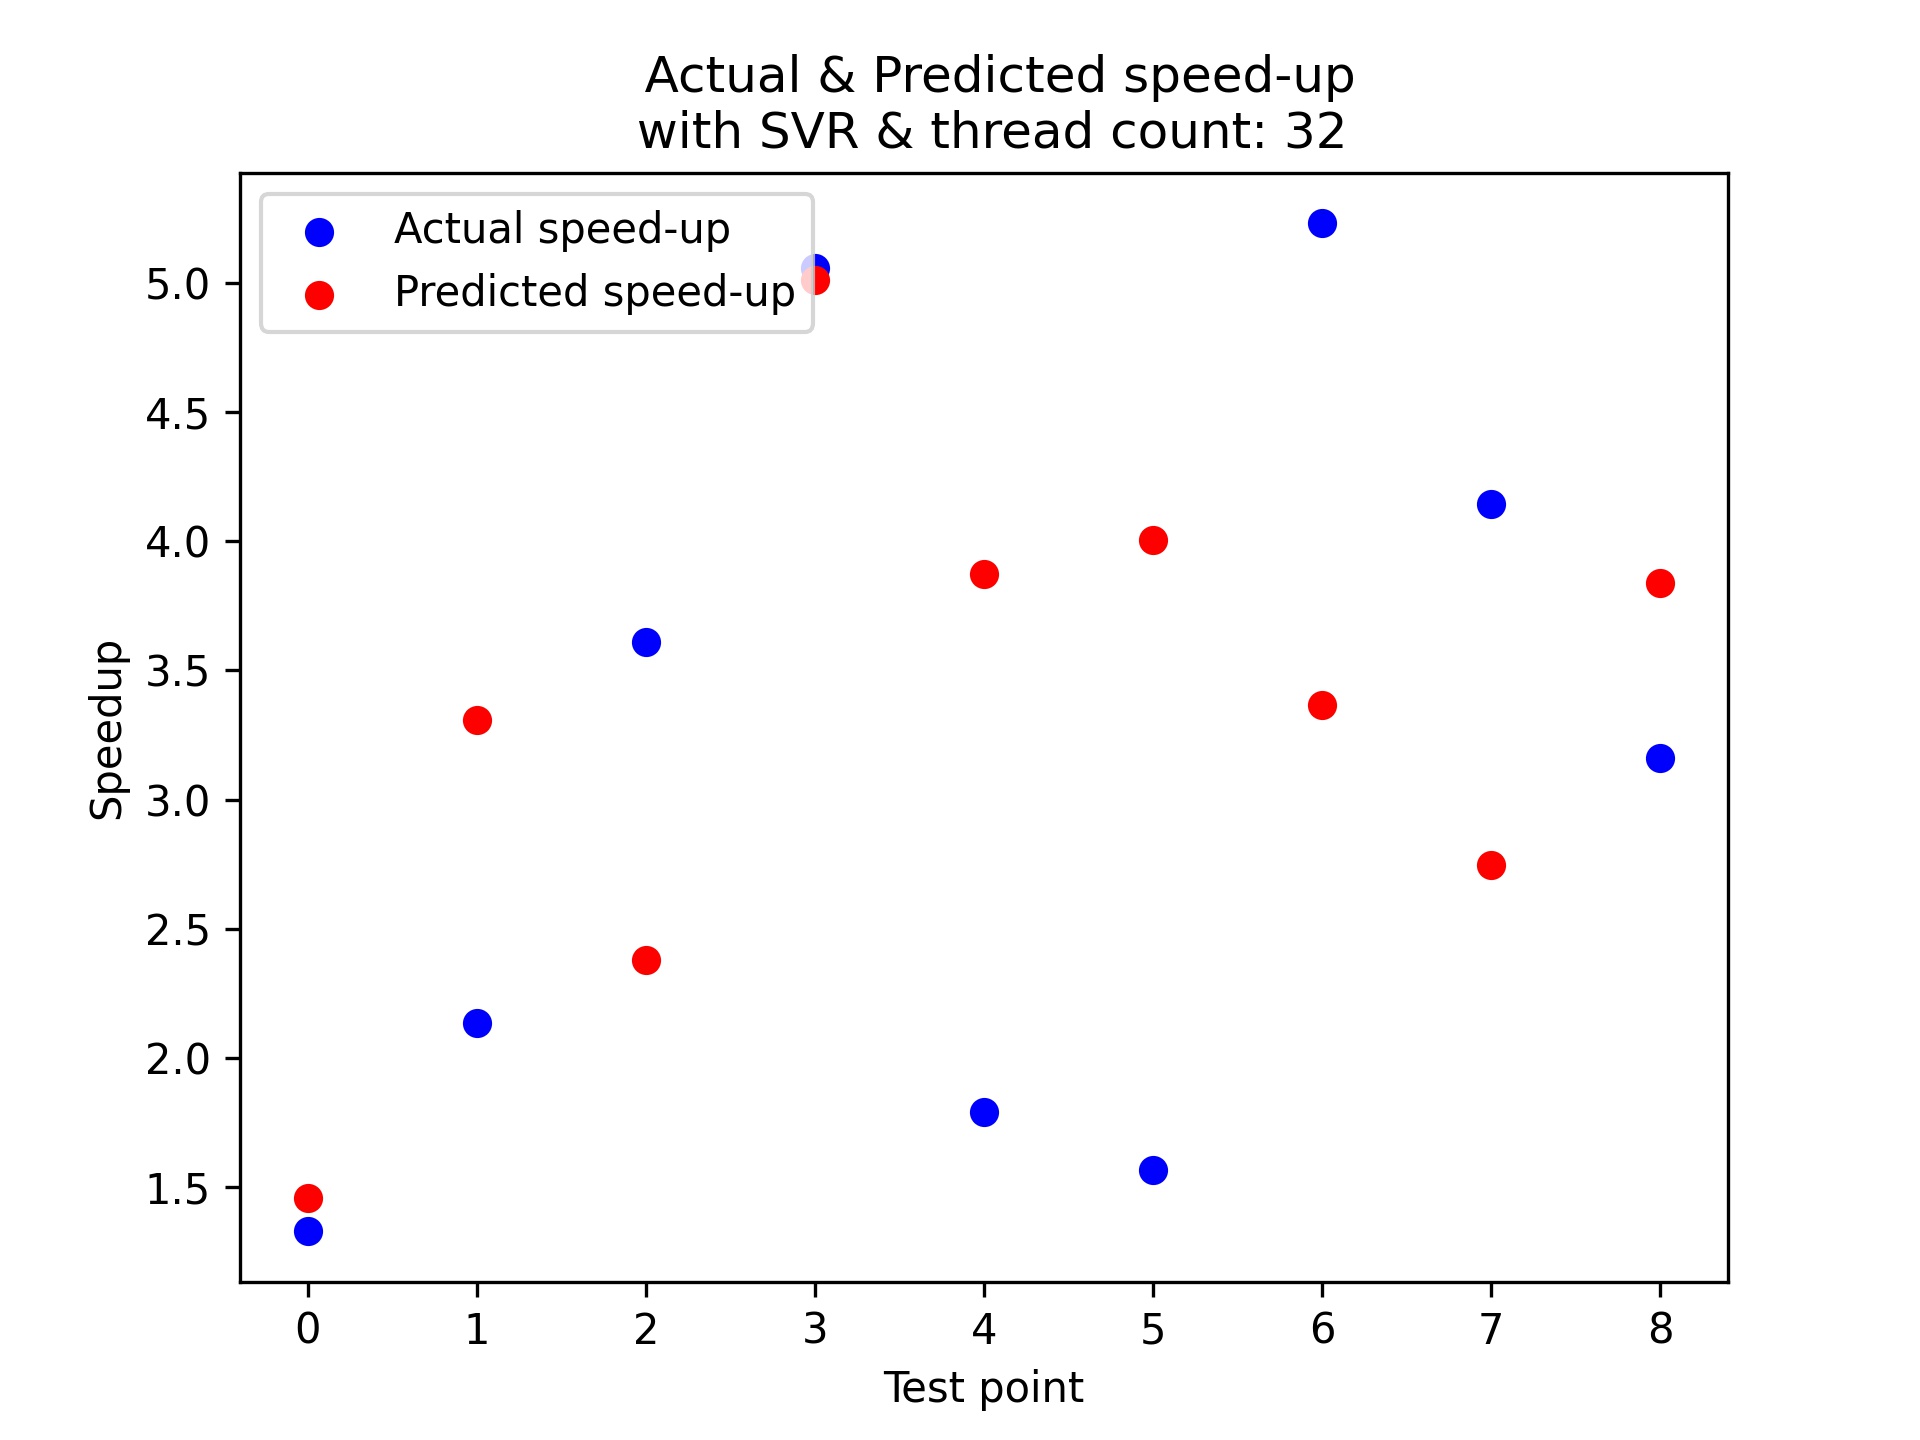 Actual & Predicted speed-up
with SVR & thread count: 32
Actual speed-up
Predicted speed-up
5.0
4.5
4.0
3.5
3.0
2.5
2.0
1.5
Speedup
0 1 2 3 4 5 6 7 8
Test point